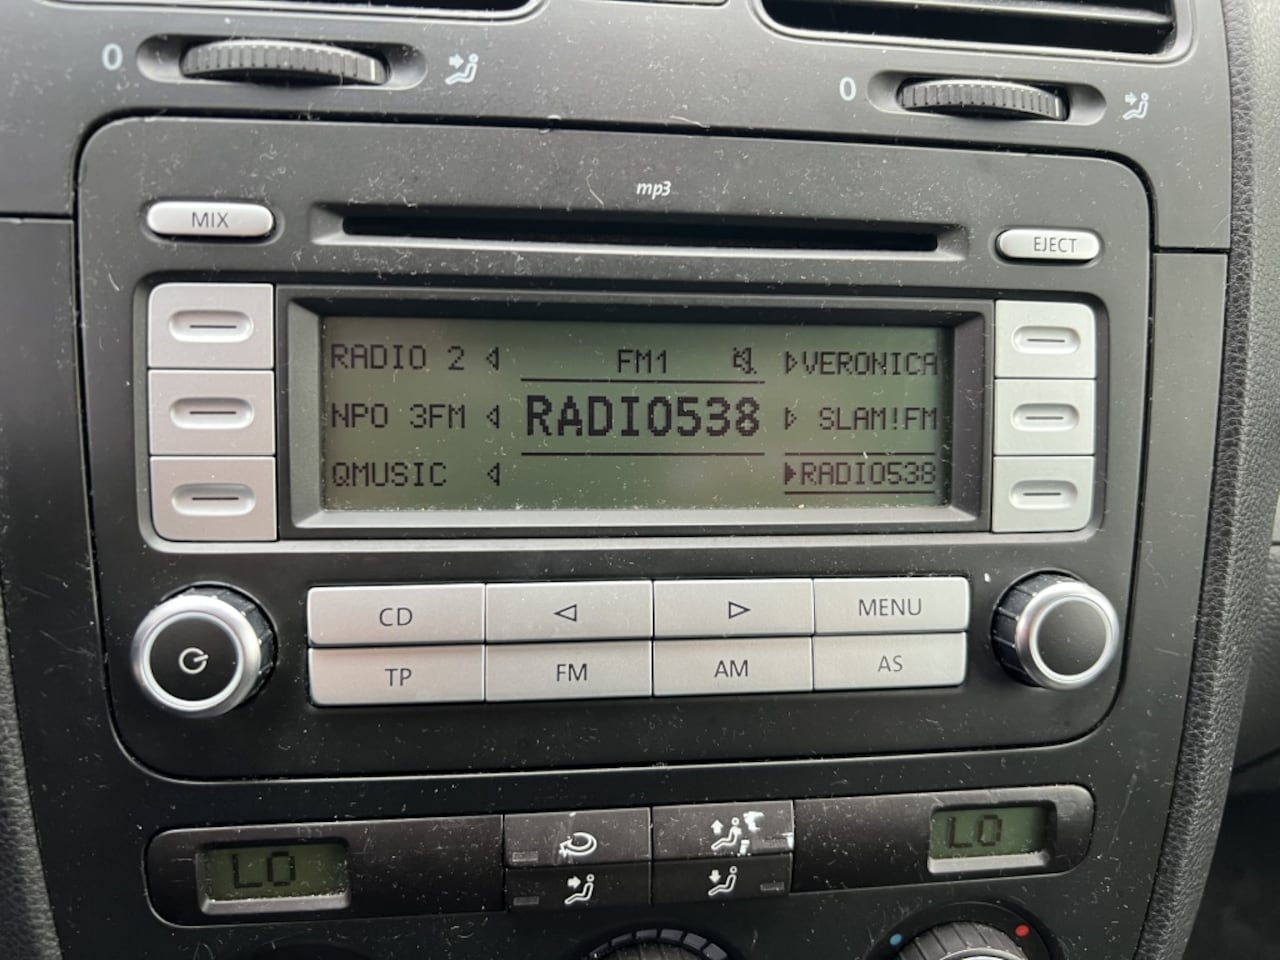 0
0
mp3
MIX
EJECT
RADIO 2
FM1
VERONICA
NPO 3FM
RADIO538
SLAM!FM
QMUSIC
RADIO538
CD
MENU
TP
FM
AM
AS
LO
LO